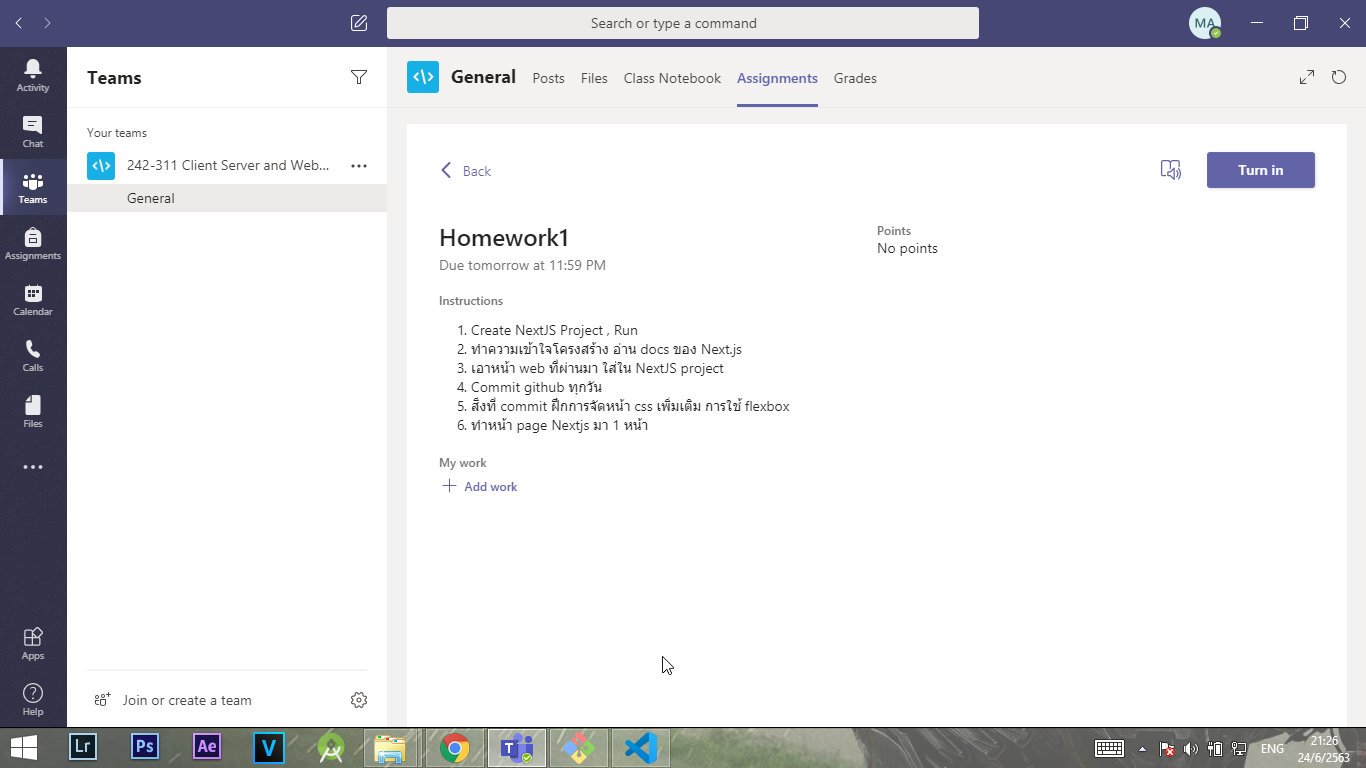 Search or type a command
MA
Activity
Chat
Teams
Assignments
Calendar
Calls
Files
Apps
Help
Teams
Your teams
242-311 Client Server and Web...
General
Join or create a team
General
Posts
Files
Class Notebook
Assignments
Grades
Back
Turn in
Homework1
Due tomorrow at 11:59 PM
Points
No points
Instructions
1. Create NextJS Project , Run
2. ทำความเข้าใจโครงสร้าง อ่าน docs ของ Next.js
3. เอาหน้า web ที่ผ่านมา ใส่ใน NextJS project
4. Commit github ทุกวัน
5. สิ่งที่ commit ฝึกการจัดหน้า css เพิ่มเติม การใช้ flexbox
6. ทำหน้า page Nextjs มา 1 หน้า
My work
Add work
Lr
Ps
Ae
V
ENG
21:26
24/6/2563